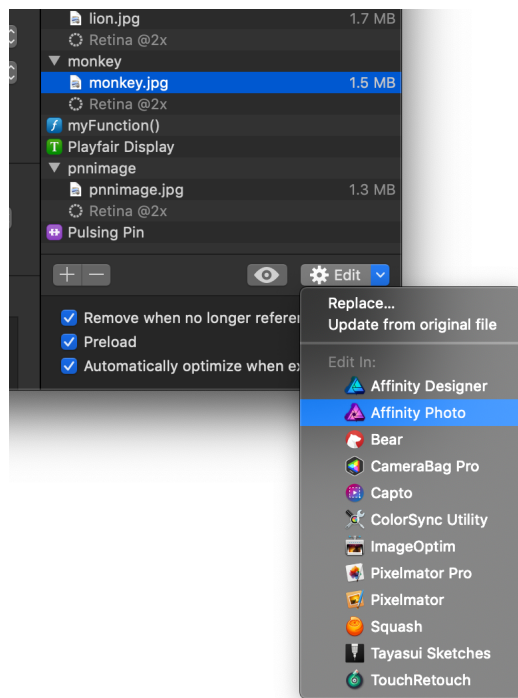 lion.jpg 1.7 MB
Retina @2x
monkey
monkey.jpg 1.5 MB
Retina @2x
f myFunction()
T Playfair Display
pnnimage
pnnimage.jpg 1.3 MB
Retina @2x
Pulsing Pin
Edit
Remove when no longer referen
Preload
Automatically optimize when ex
Replace...
Update from original file
Edit In:
Affinity Designer
Affinity Photo
Bear
CameraBag Pro
Capto
ColorSync Utility
ImageOptim
Pixelmator Pro
Pixelmator
Squash
Tayasui Sketches
TouchRetouch